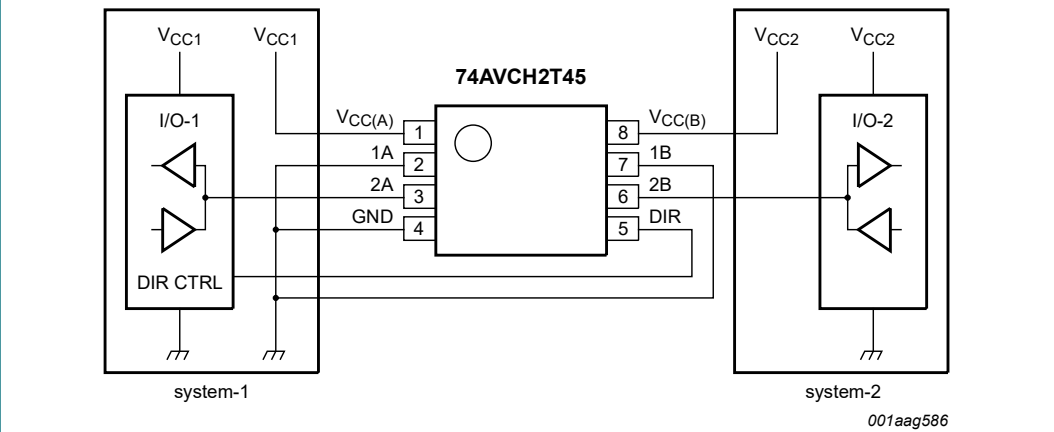 VCC1
VCC1
VCC2
VCC2
74AVCH2T45
I/O-1
I/O-2
VCC(A)
1
8
VCC(B)
1A
2
7
1B
2A
3
6
2B
GND
4
5
DIR
DIR CTRL
system-1
system-2
001aag586